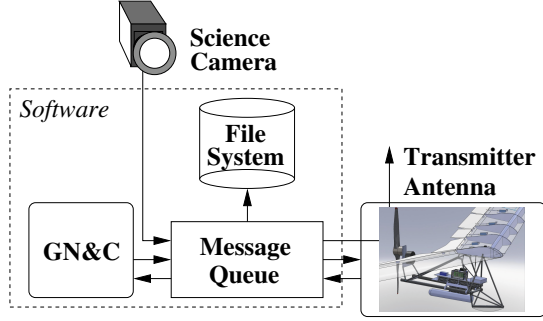 Science
Camera
Software
File
System
Transmitter
Antenna
GN&C
Message
Queue